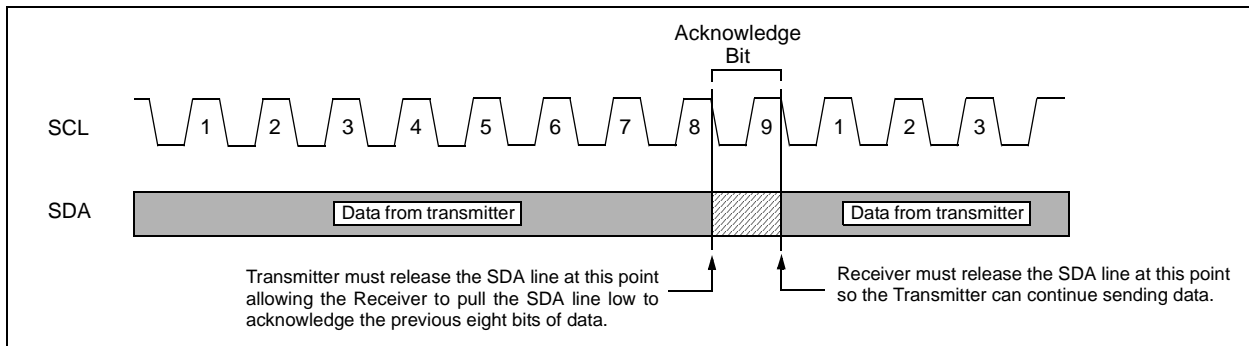 Acknowledge
Bit
SCL
1 2 3 4 5 6 7 8 9 1 2 3
SDA
Data from transmitter
Data from transmitter
Transmitter must release the SDA line at this point
allowing the Receiver to pull the SDA line low to
acknowledge the previous eight bits of data.
Receiver must release the SDA line at this point
so the Transmitter can continue sending data.